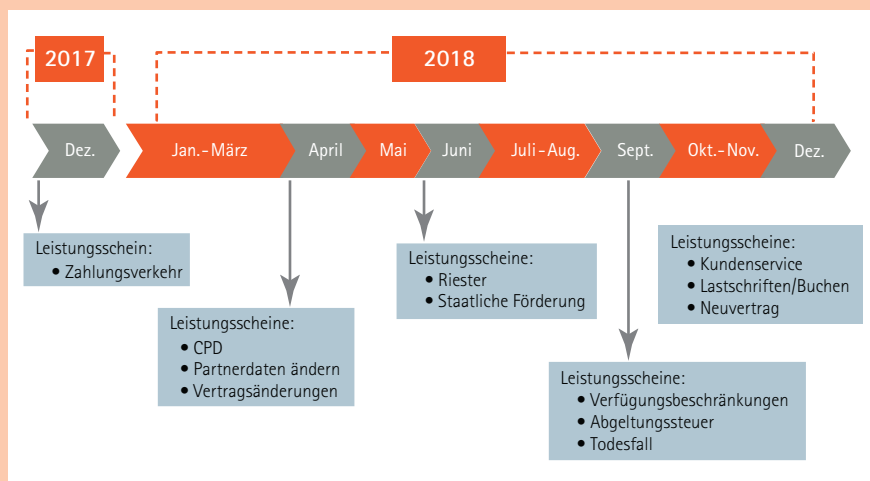 2017
2018
Dez.
Jan.-März
April
Mai
Juni
Juli-Aug.
Sept.
Okt.-Nov.
Dez.
Leistungsschein:
• Zahlungsverkehr
Leistungsscheine:
• CPD
• Partnerdaten ändern
• Vertragsänderungen
Leistungsscheine:
• Riester
• Staatliche Förderung
Leistungsscheine:
• Verfügungsbeschränkungen
• Abgeltungssteuer
• Todesfall
Leistungsscheine:
• Kundenservice
• Lastschriften/Buchen
• Neuvertrag